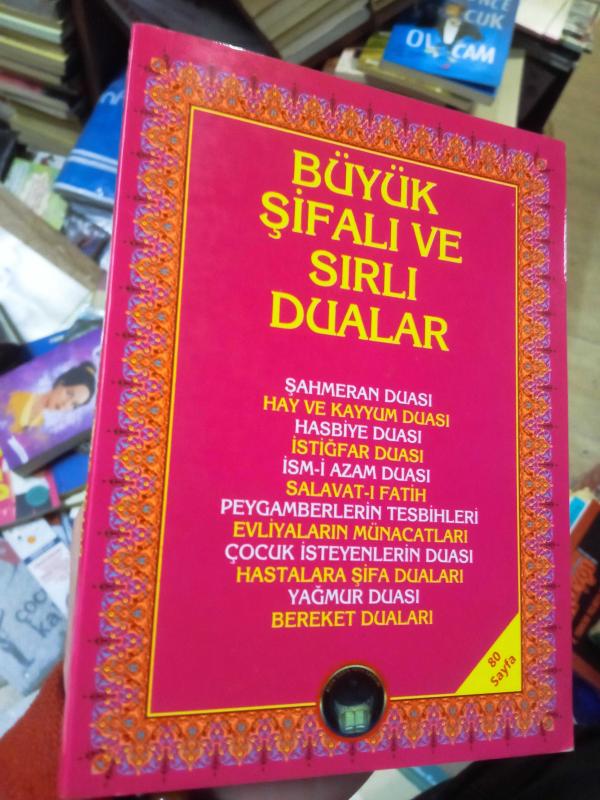 BÜYÜK
ŞİFALI VE
SIRLI
DUALAR
ŞAHMERAN DUASI
HAY VE KAYYUM DUASI
HASBİYE DUASI
İSTİĞFAR DUASI
İSM-İ AZAM DUASI
SALAVAT-I FATİH
PEYGAMBERLERİN TESBİHLERİ
EVLİYALARIN MÜNACATLARI
ÇOCUK İSTEYENLERİN DUASI
HASTALARA ŞİFA DUALARI
YAĞMUR DUASI
BEREKET DUALARI
80
Sayfa